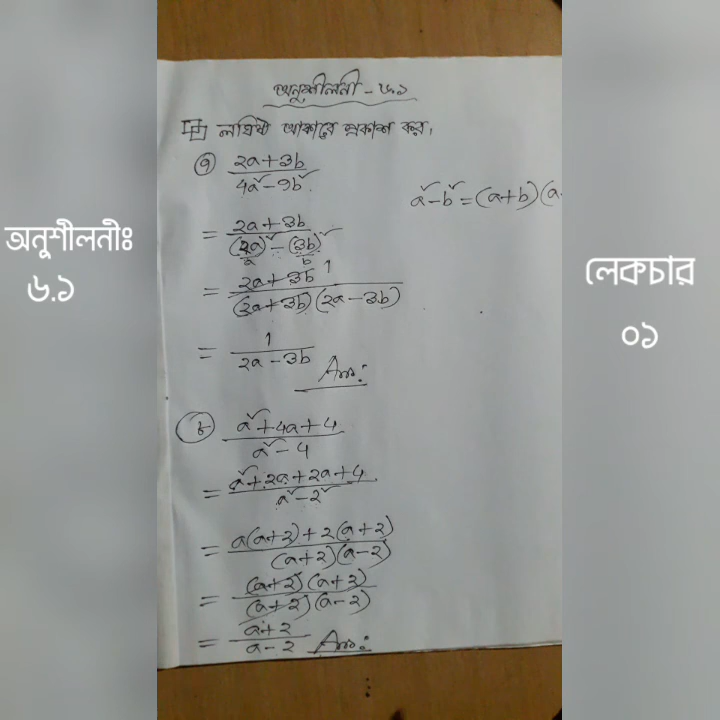 অনুশীলনীঃ
৬.১
লেকচার
০১
অনুশীলনী - ৬.১
লঘিষ্ঠ আকারে প্রকাশ কর।
৭ (2a+3b)/(4a²-9b²)
a²-b² = (a+b)(a-
= (2a+3b)/((2a)²-(3b)²)
a b
= (2a+3b)/((2a+3b)(2a-3b)) 1
= 1/(2a-3b) Ans:
৮ (a²+4a+4)/(a²-4)
= (a²+2a+2a+4)/(a²-2²)
= (a(a+2)+2(a+2))/((a+2)(a-2))
= ((a+2)(a+2))/((a+2)(a-2))
= (a+2)/(a-2) Ans: